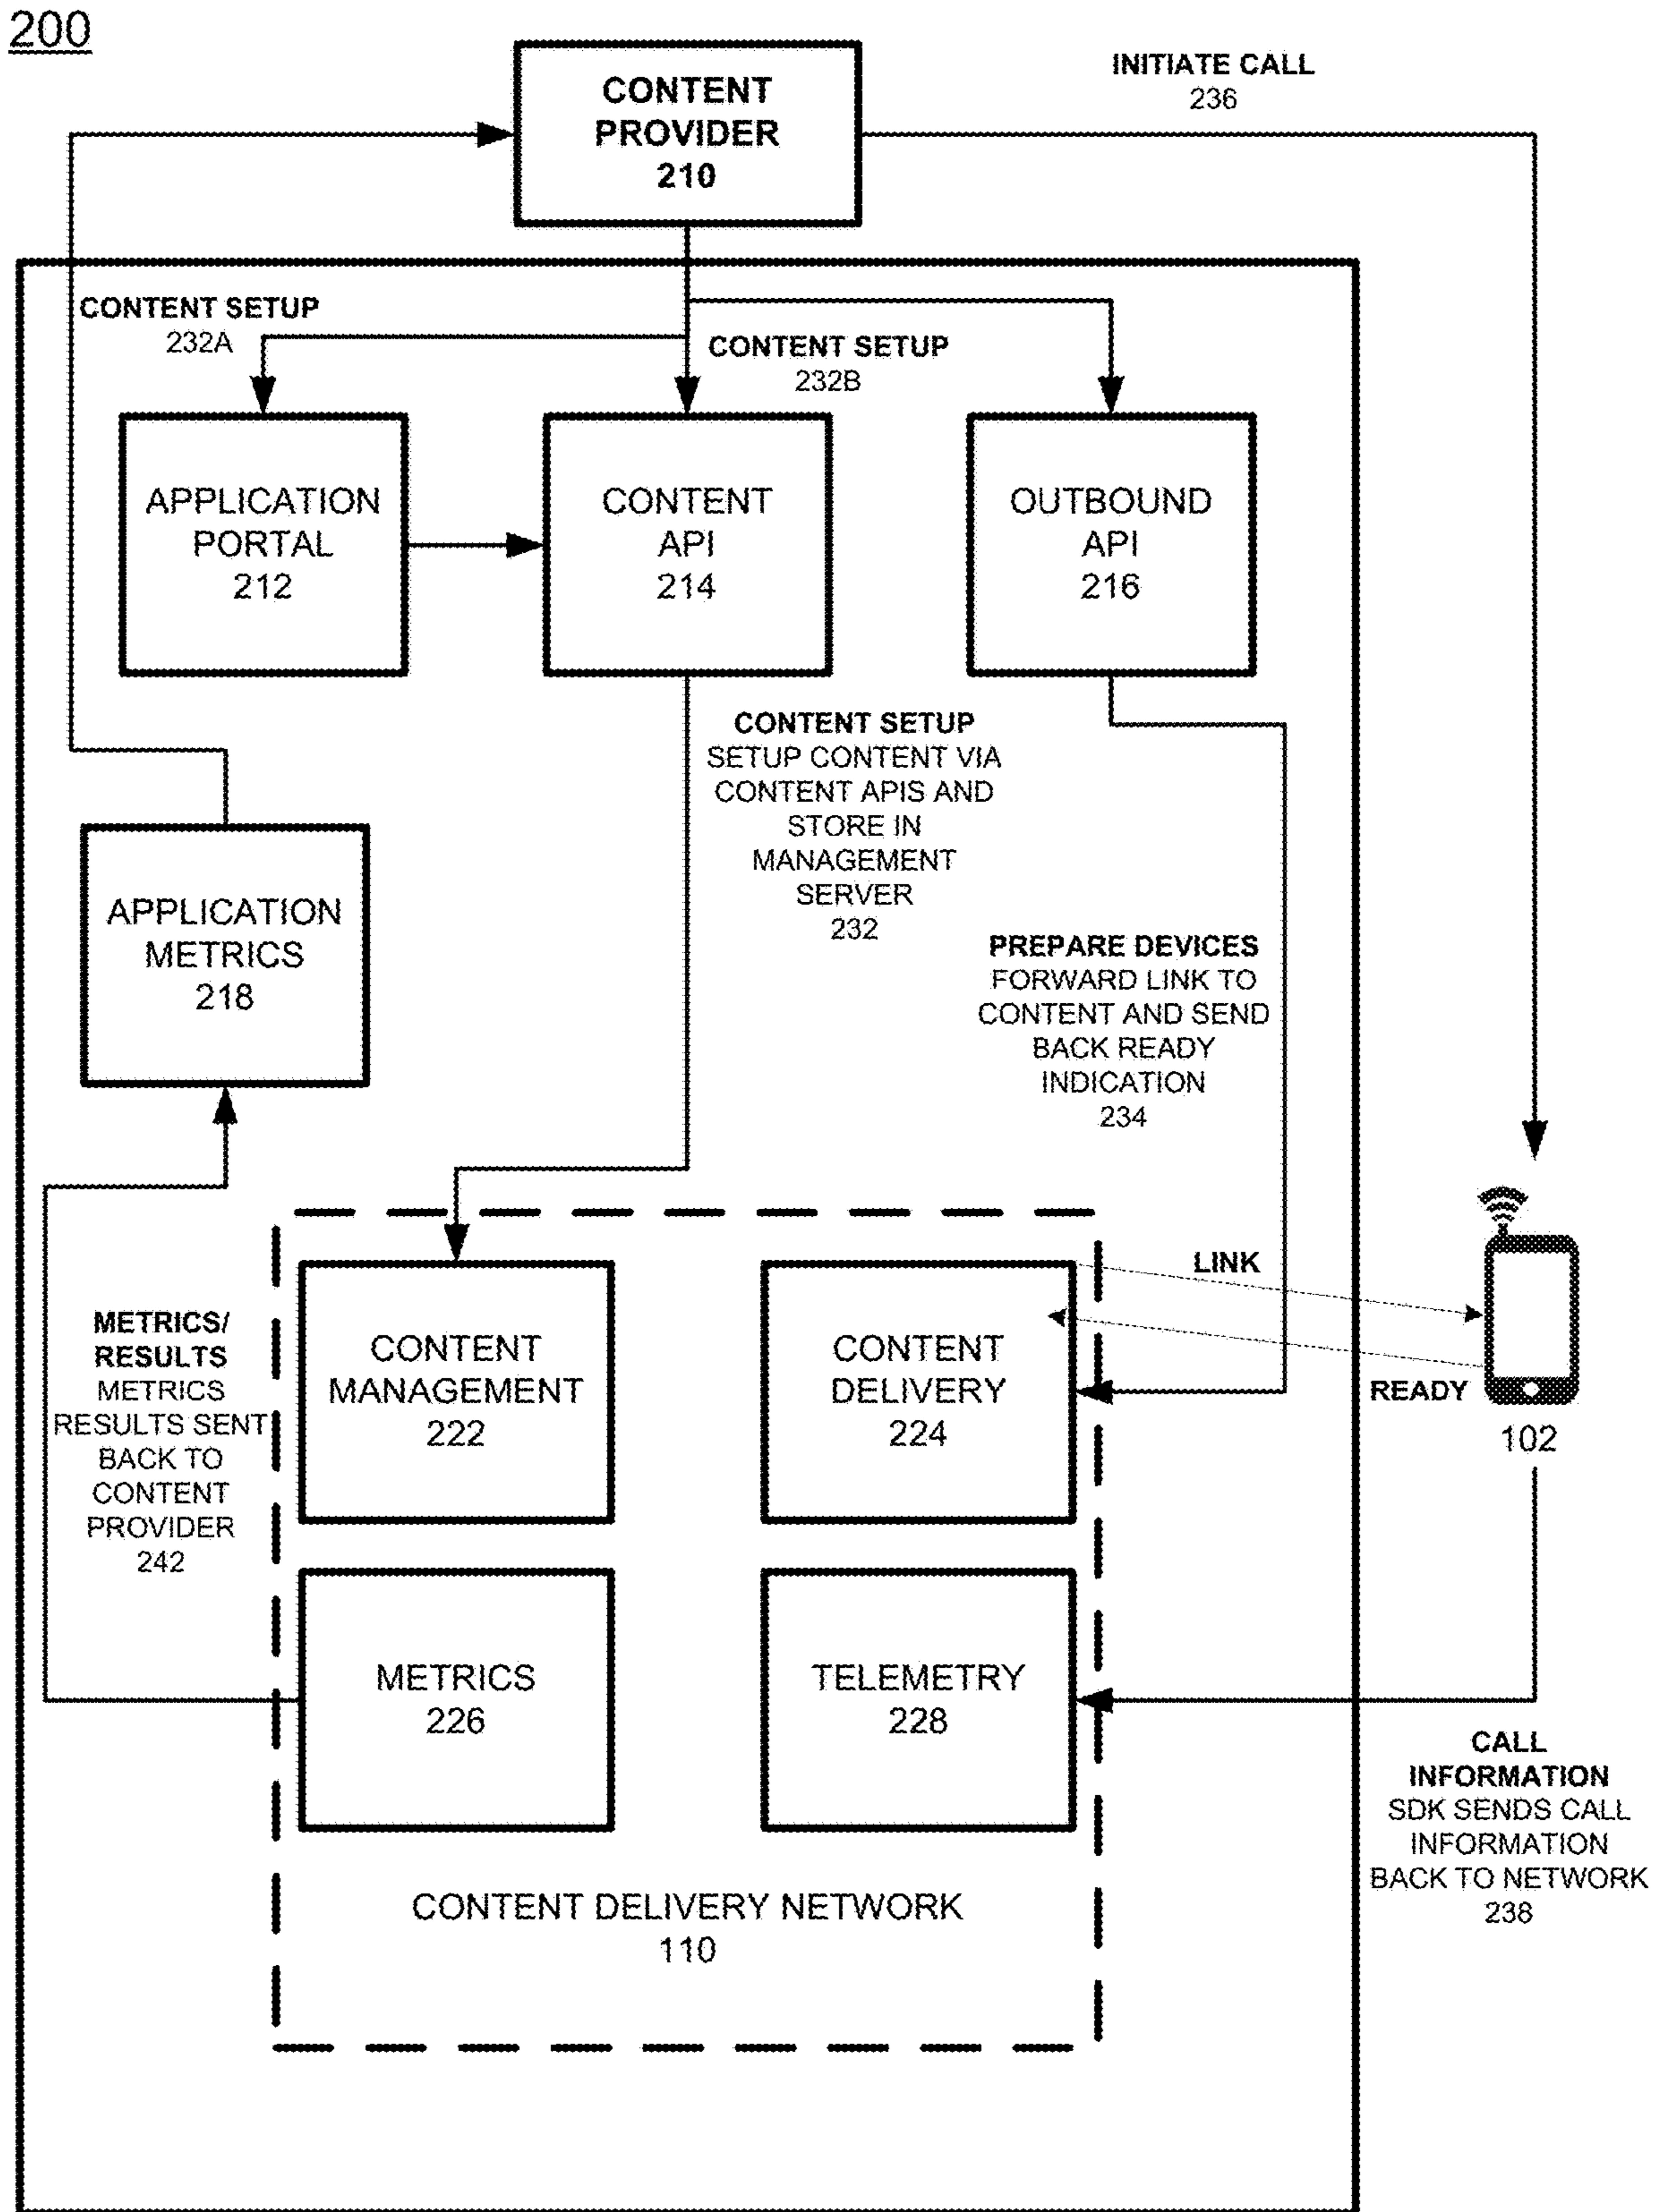 200
CONTENT
PROVIDER
210
INITIATE CALL
236
CONTENT SETUP
232A
CONTENT SETUP
232B
APPLICATION
PORTAL
212
CONTENT
API
214
OUTBOUND
API
216
CONTENT SETUP
SETUP CONTENT VIA
CONTENT APIS AND
STORE IN
MANAGEMENT
SERVER
232
APPLICATION
METRICS
218
PREPARE DEVICES
FORWARD LINK TO
CONTENT AND SEND
BACK READY
INDICATION
234
LINK
READY
102
METRICS/
RESULTS
METRICS
RESULTS SENT
BACK TO
CONTENT
PROVIDER
242
CONTENT
MANAGEMENT
222
CONTENT
DELIVERY
224
METRICS
226
TELEMETRY
228
CALL
INFORMATION
SDK SENDS CALL
INFORMATION
BACK TO NETWORK
238
CONTENT DELIVERY NETWORK
110